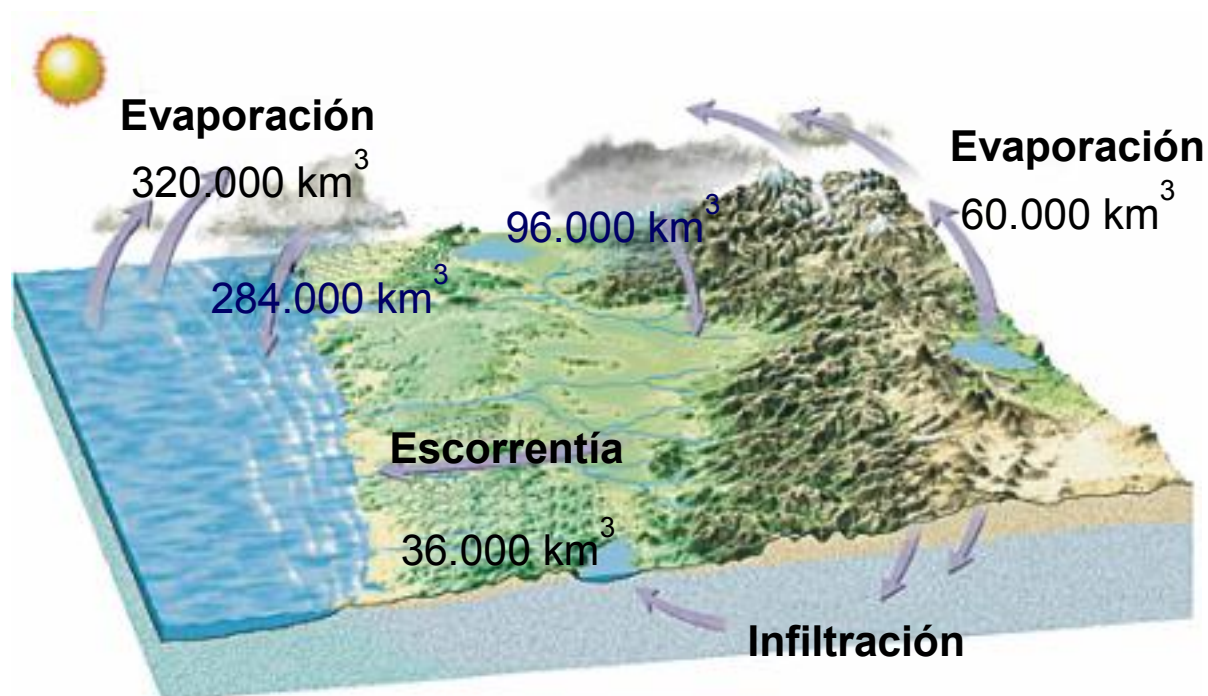 Evaporación
320.000 km³
284.000 km³
96.000 km³
Evaporación
60.000 km³
Escorrentía
36.000 km³
Infiltración